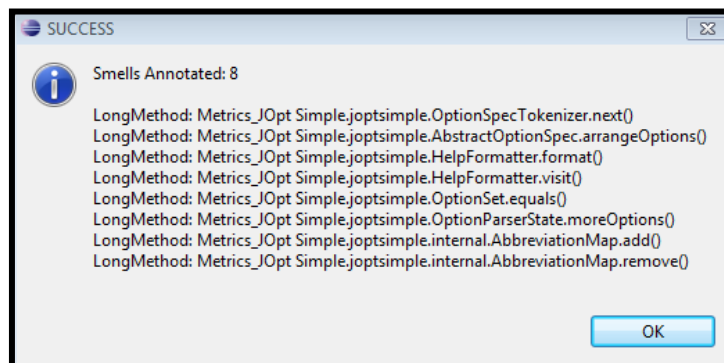 SUCCESS
Smells Annotated: 8
LongMethod: Metrics_JOpt Simple.joptsimple.OptionSpecTokenizer.next()
LongMethod: Metrics_JOpt Simple.joptsimple.AbstractOptionSpec.arrangeOptions()
LongMethod: Metrics_JOpt Simple.joptsimple.HelpFormatter.format()
LongMethod: Metrics_JOpt Simple.joptsimple.HelpFormatter.visit()
LongMethod: Metrics_JOpt Simple.joptsimple.OptionSet.equals()
LongMethod: Metrics_JOpt Simple.joptsimple.OptionParserState.moreOptions()
LongMethod: Metrics_JOpt Simple.joptsimple.internal.AbbreviationMap.add()
LongMethod: Metrics_JOpt Simple.joptsimple.internal.AbbreviationMap.remove()
OK